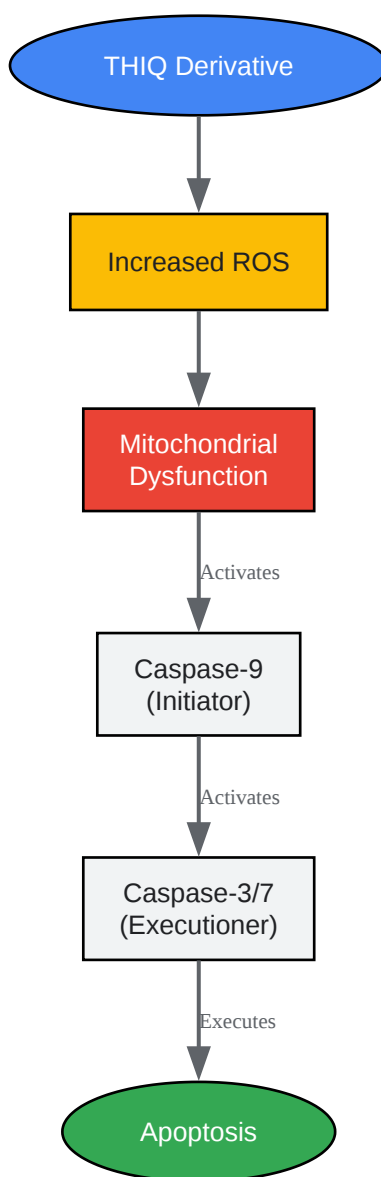 THIQ Derivative
Increased ROS
Mitochondrial
Dysfunction
Activates
Caspase-9
(Initiator)
Activates
Caspase-3/7
(Executioner)
Executes
Apoptosis